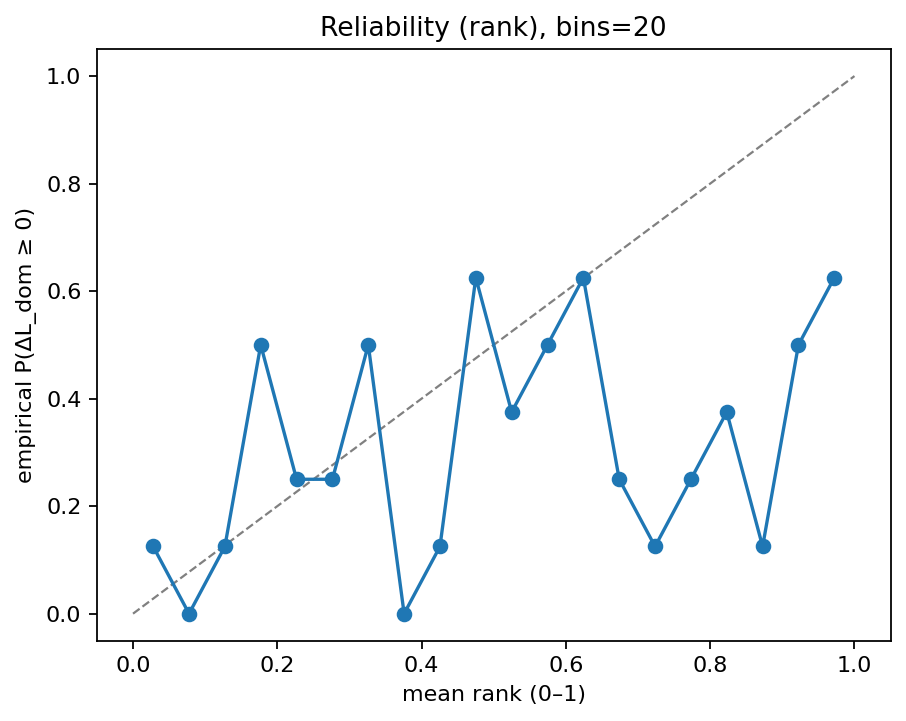 Reliability (rank), bins=20
empirical P(ΔL_dom ≥ 0)
1.0
0.8
0.6
0.4
0.2
0.0
0.0 0.2 0.4 0.6 0.8 1.0
mean rank (0–1)